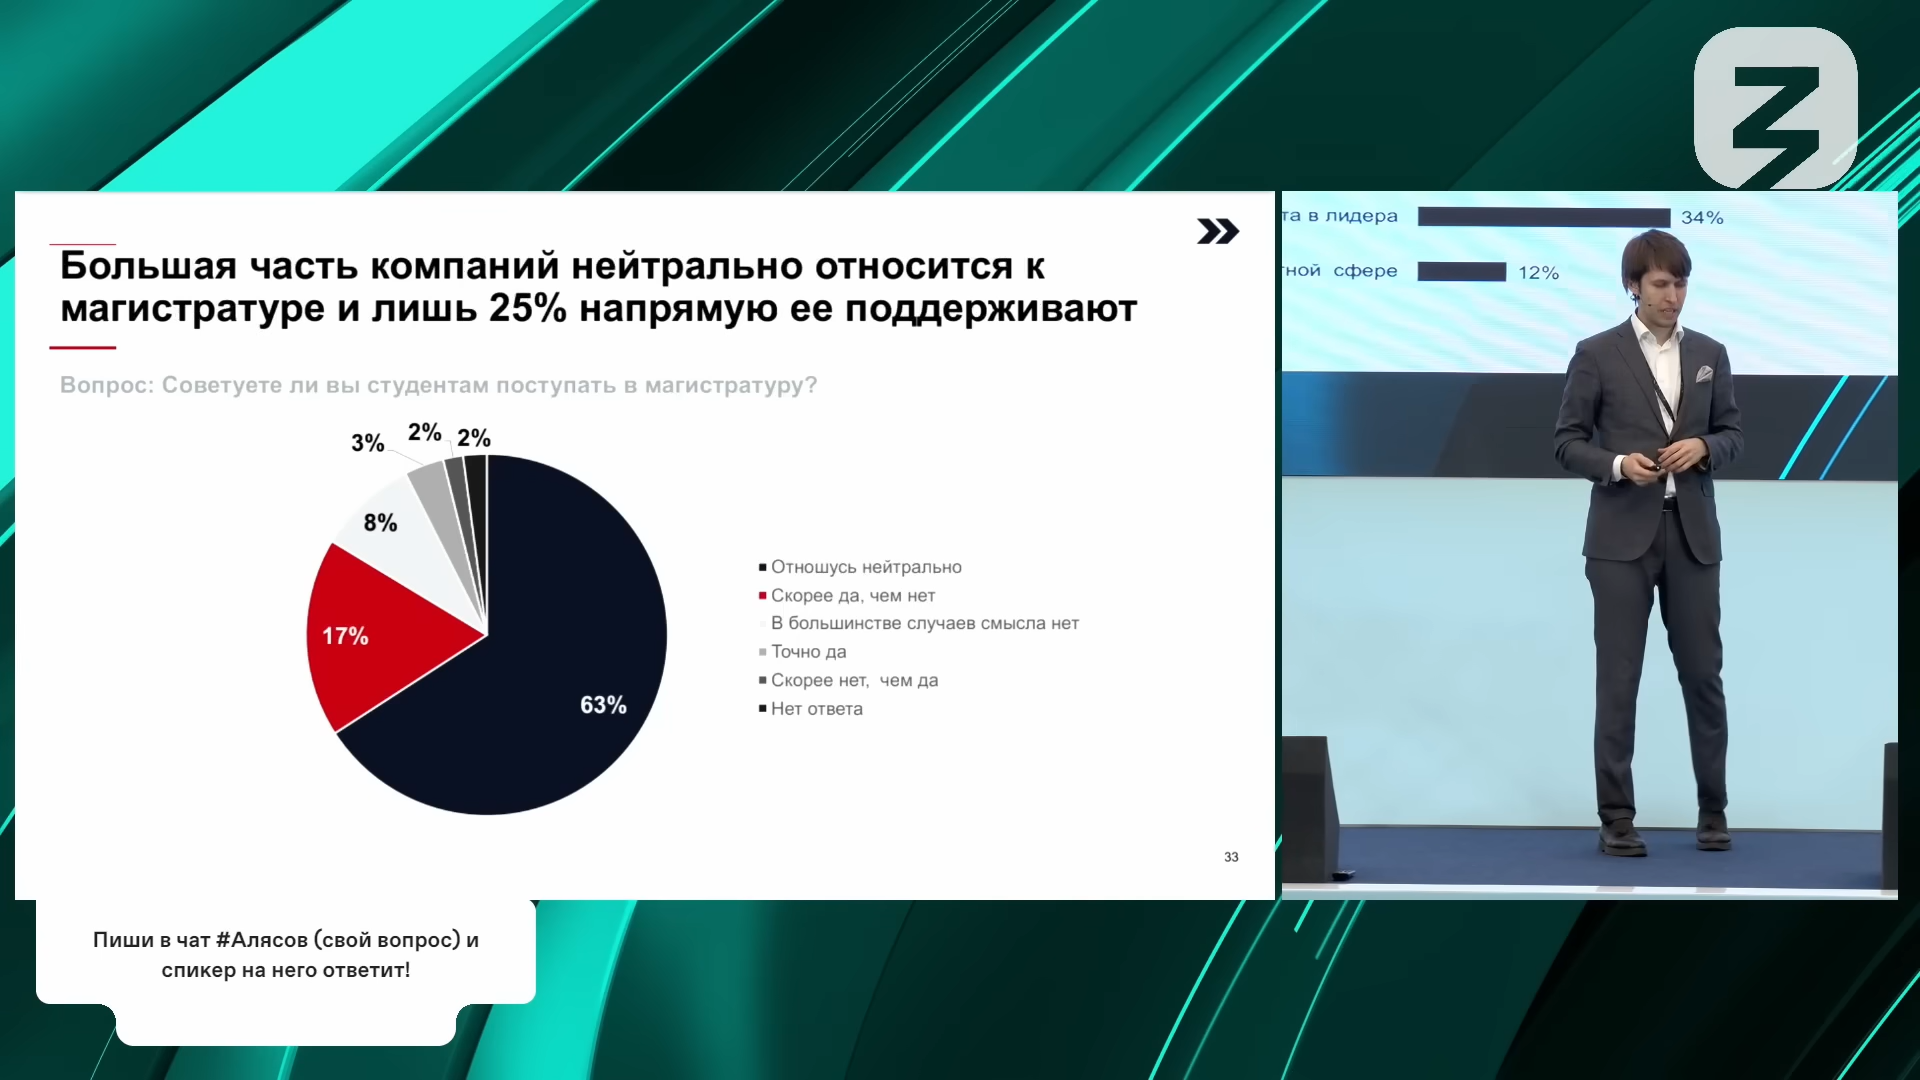 Большая часть компаний нейтрально относится к
магистратуре и лишь 25% напрямую ее поддерживают
Вопрос: Советуете ли вы студентам поступать в магистратуру?
3%
2%
2%
8%
17%
63%
Отношусь нейтрально
Скорее да, чем нет
В большинстве случаев смысла нет
Точно да
Скорее нет, чем да
Нет ответа
33
та в лидера 34%
ной сфере 12%
Пиши в чат #Алясов (свой вопрос) и
спикер на него ответит!